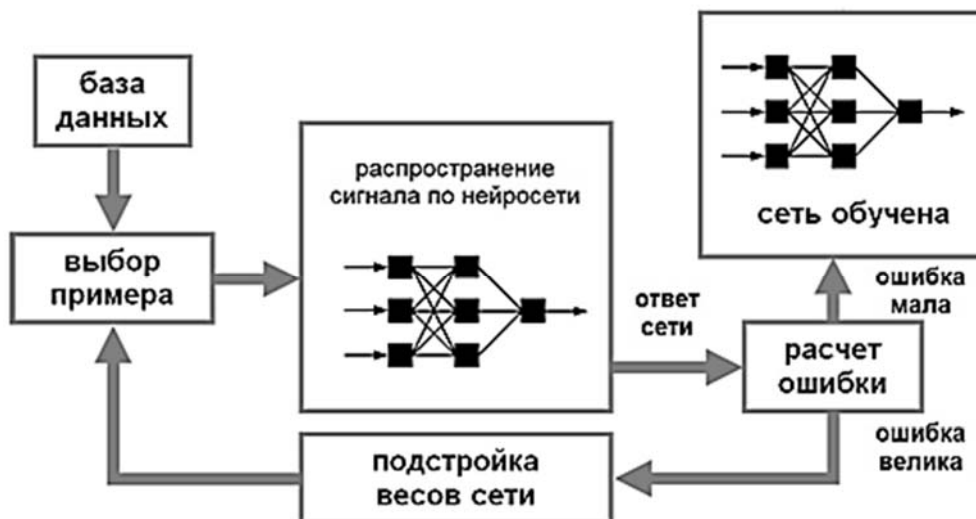 база
данных
выбор
примера
распространение
сигнала по нейросети
ответ
сети
расчет
ошибки
ошибка
мала
сеть обучена
ошибка
велика
подстройка
весов сети